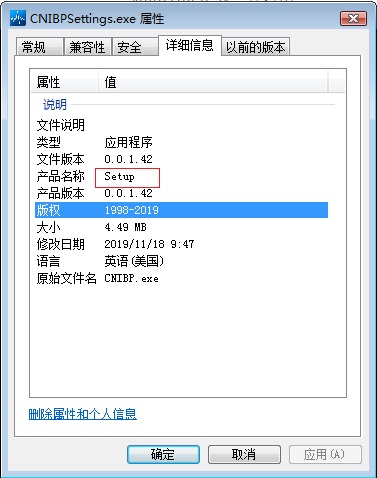 CNIBPSettings.exe 属性
常规 兼容性 安全 详细信息 以前的版本
属性 值
说明
文件说明
类型 应用程序
文件版本 0.0.1.42
产品名称 Setup
产品版本 0.0.1.42
版权 1998-2019
大小 4.49 MB
修改日期 2019/11/18 9:47
语言 英语(美国)
原始文件名 CNIBP.exe
删除属性和个人信息
确定 取消 应用(A)